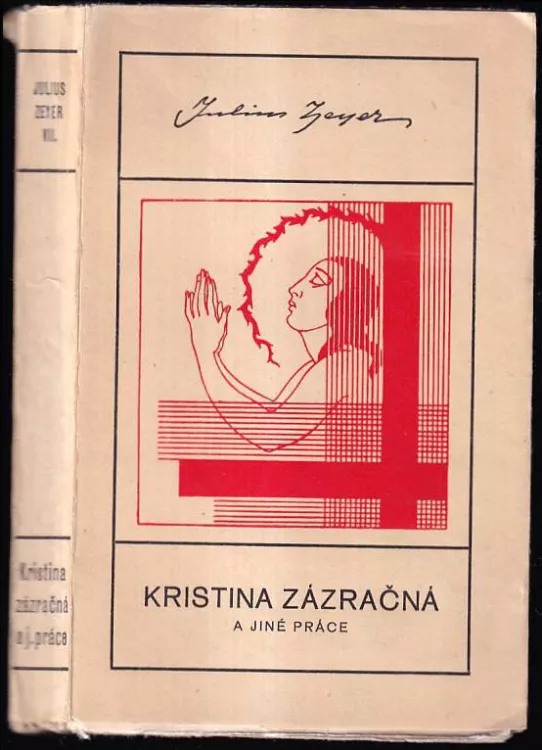 JULIUS
ZEYER
VII.
Kristina
zázračná
a j. práce
Julius Zeyer
KRISTINA ZÁZRAČNÁ
A JINÉ PRÁCE